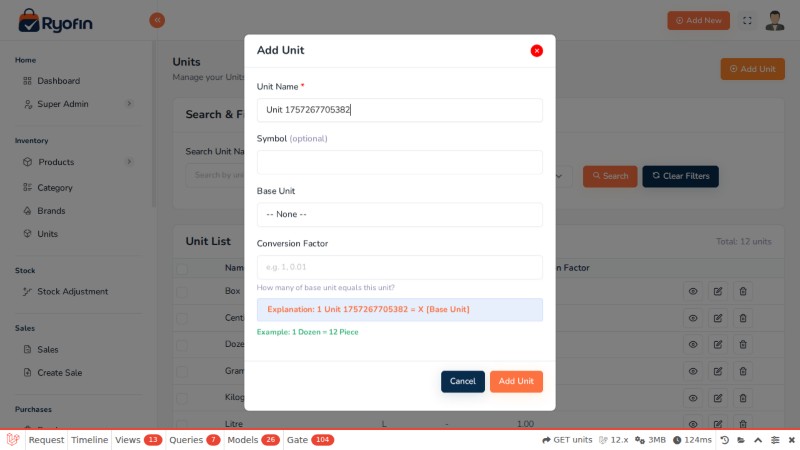 Ryofin
Add New
Home
Dashboard
Super Admin
Inventory
Products
Category
Brands
Units
Stock
Stock Adjustment
Sales
Sales
Create Sale
Purchases
Units
Manage your Units
Add Unit
Search & Fi
Search Unit Na
Search by uni
Search
Clear Filters
Unit List
Total: 12 units
Nam
n Factor
Box
Cent
Doze
Gram
Kilog
Litre
L
-
1.00
Add Unit
Unit Name *
Unit 1757267705382
Symbol (optional)
Base Unit
-- None --
Conversion Factor
e.g. 1, 0.01
How many of base unit equals this unit?
Explanation: 1 Unit 1757267705382 = X [Base Unit]
Example: 1 Dozen = 12 Piece
Cancel
Add Unit
Request
Timeline
Views 13
Queries 7
Models 26
Gate 104
GET units
12.x
3MB
124ms